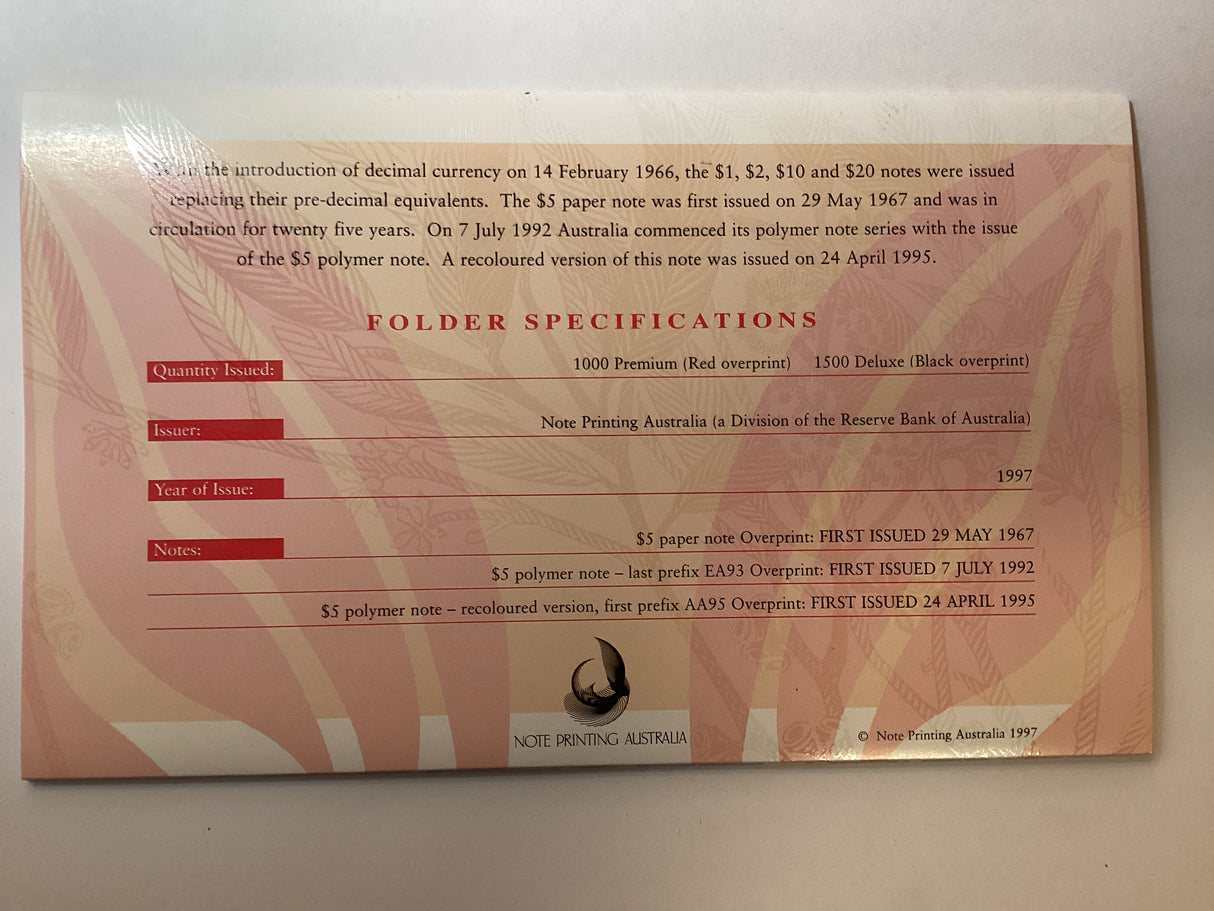 With the introduction of decimal currency on 14 February 1966, the $1, $2, $10 and $20 notes were issued
replacing their pre-decimal equivalents. The $5 paper note was first issued on 29 May 1967 and was in
circulation for twenty five years. On 7 July 1992 Australia commenced its polymer note series with the issue
of the $5 polymer note. A recoloured version of this note was issued on 24 April 1995.
FOLDER SPECIFICATIONS
Quantity Issued: 1000 Premium (Red overprint) 1500 Deluxe (Black overprint)
Issuer: Note Printing Australia (a Division of the Reserve Bank of Australia)
Year of Issue: 1997
Notes: $5 paper note Overprint: FIRST ISSUED 29 MAY 1967
$5 polymer note – last prefix EA93 Overprint: FIRST ISSUED 7 JULY 1992
$5 polymer note – recoloured version, first prefix AA95 Overprint: FIRST ISSUED 24 APRIL 1995
NOTE PRINTING AUSTRALIA
© Note Printing Australia 1997